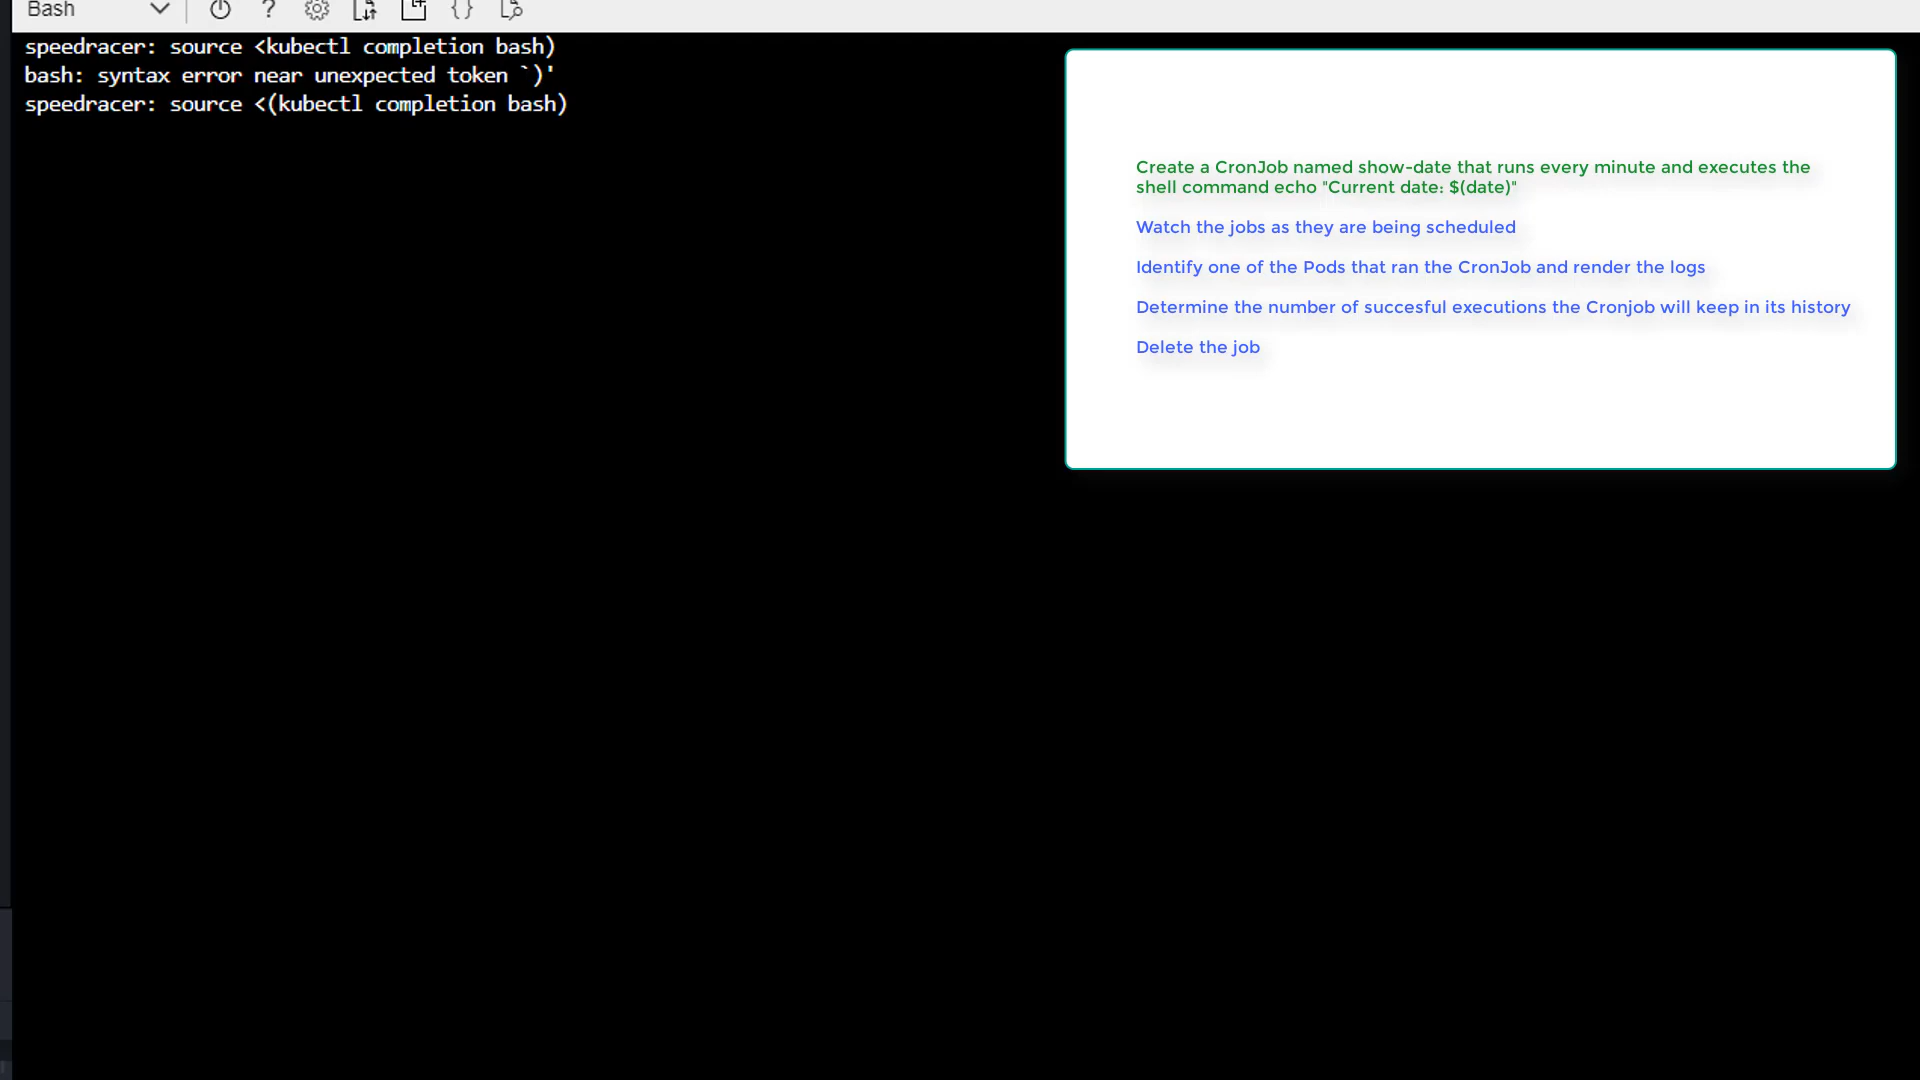 Bash
speedracer: source <kubectl completion bash)
bash: syntax error near unexpected token `)'
speedracer: source <(kubectl completion bash)
Create a CronJob named show-date that runs every minute and executes the
shell command echo "Current date: $(date)"
Watch the jobs as they are being scheduled
Identify one of the Pods that ran the CronJob and render the logs
Determine the number of succesful executions the Cronjob will keep in its history
Delete the job